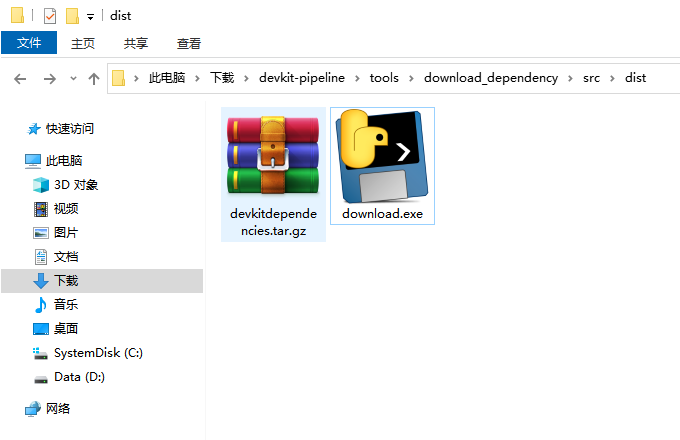 dist
文件 主页 共享 查看
此电脑 下载 devkit-pipeline tools download_dependency src dist
快速访问
此电脑
3D 对象
视频
图片
文档
下载
音乐
桌面
SystemDisk (C:)
Data (D:)
网络
devkitdepende
ncies.tar.gz
download.exe